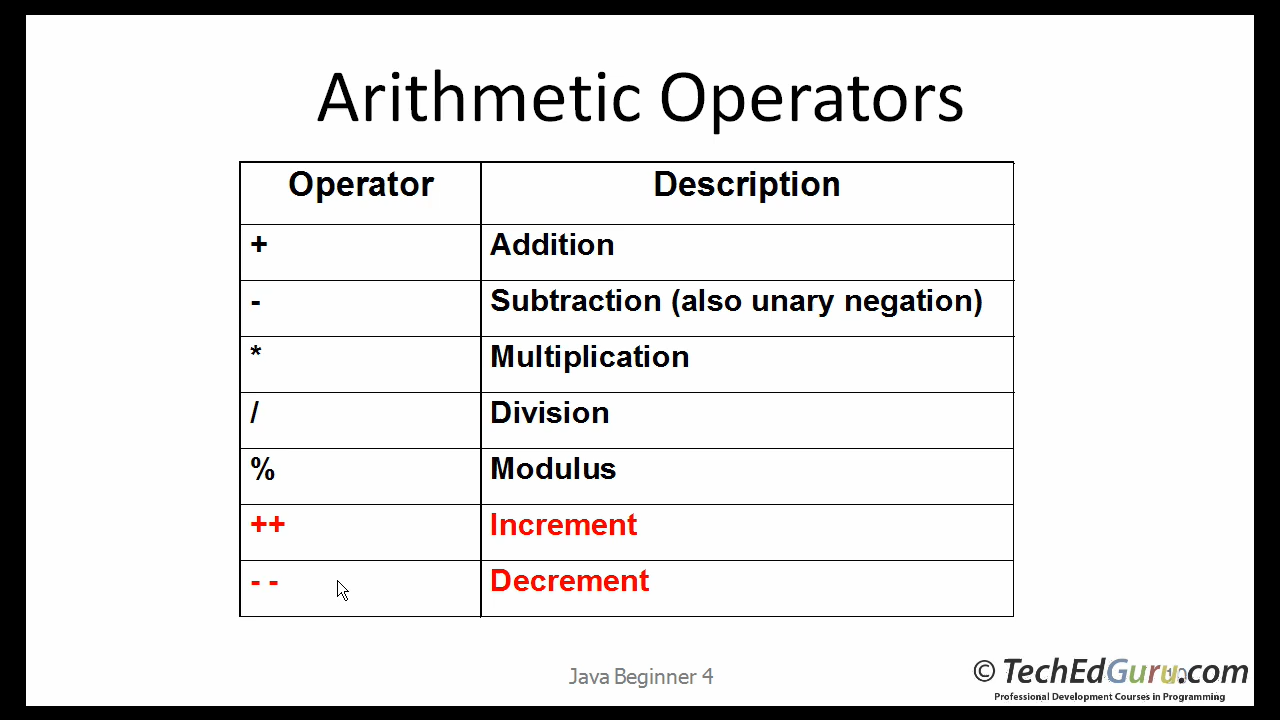 Arithmetic Operators
Operator Description
+ Addition
- Subtraction (also unary negation)
* Multiplication
/ Division
% Modulus
++ Increment
- - Decrement
Java Beginner 4
© TechEdGuru.com
Professional Development Courses in Programming